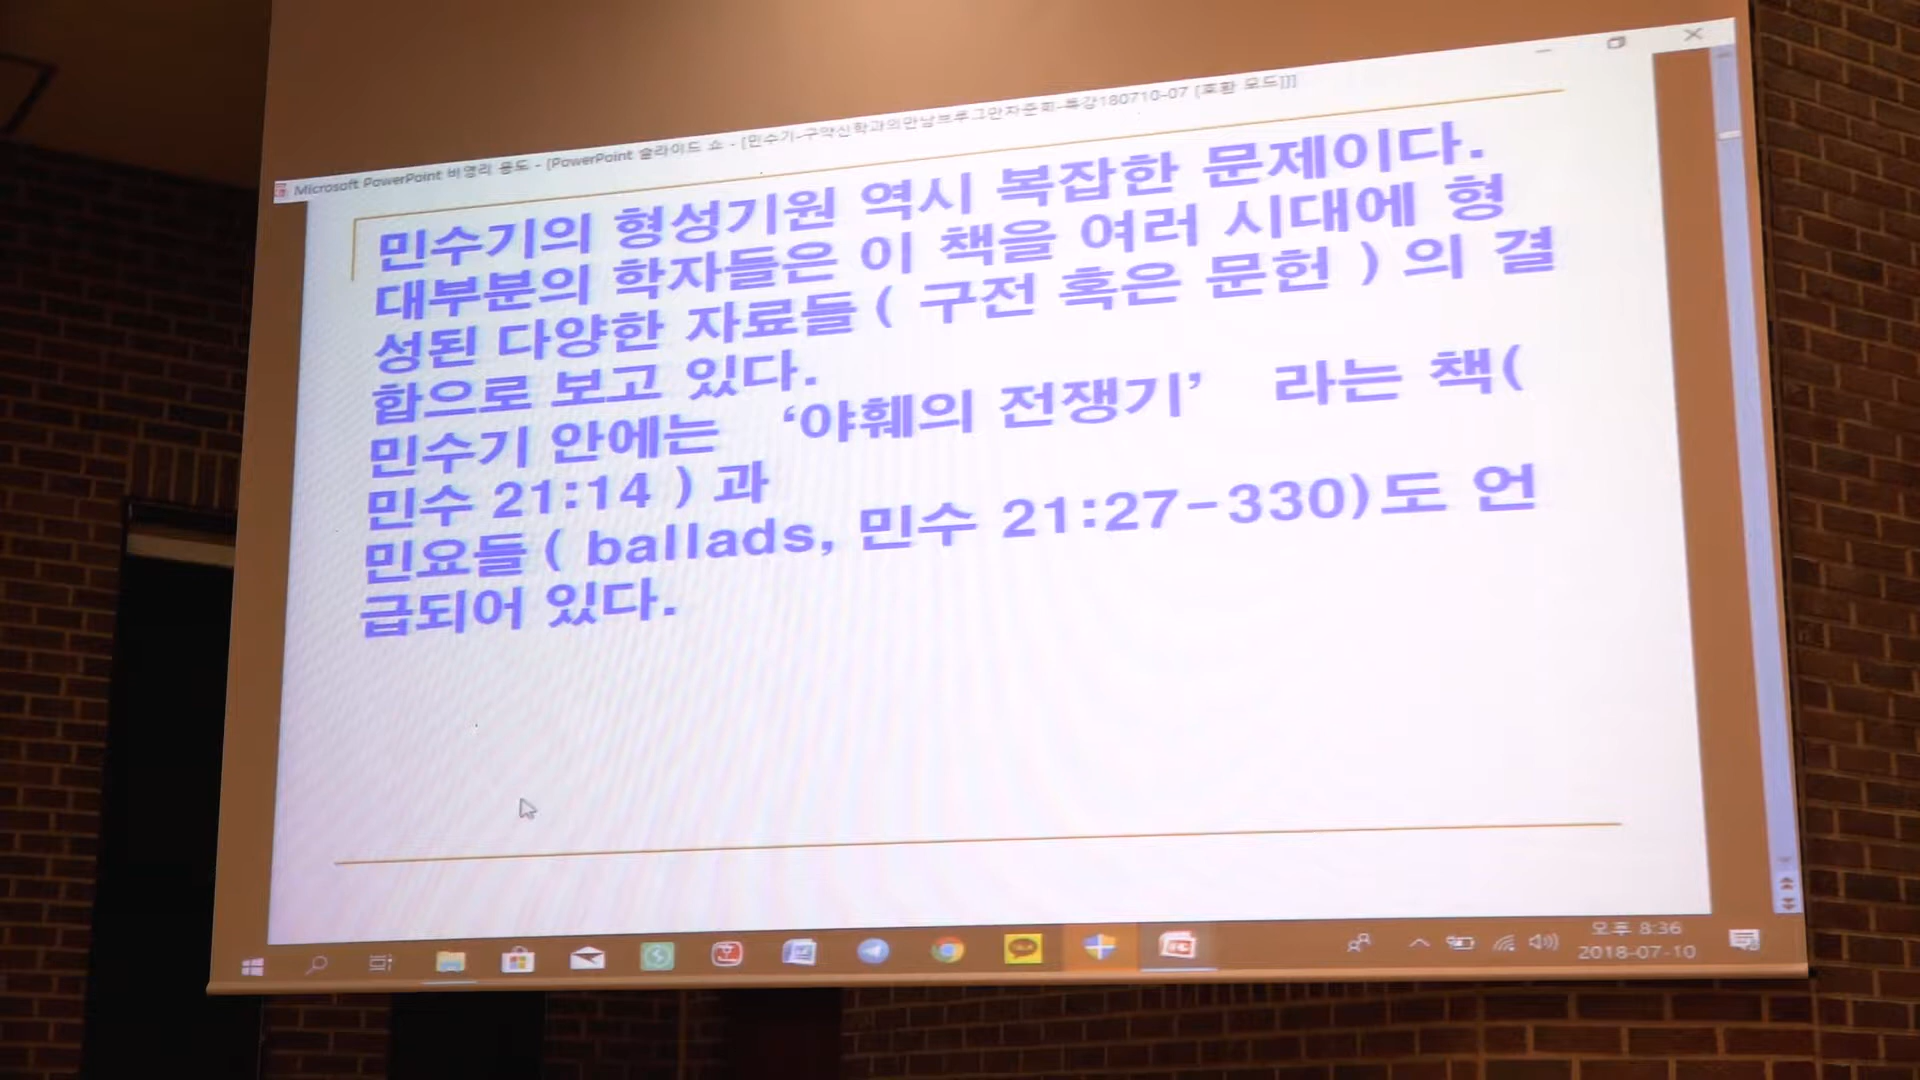 Microsoft PowerPoint 비영리 용도 - [PowerPoint 슬라이드 쇼 - [민수기-구약신학과의만남브루그만차준희-특강180710-07 [호환 모드]]]
민수기의 형성기원 역시 복잡한 문제이다.
대부분의 학자들은 이 책을 여러 시대에 형
성된 다양한 자료들 ( 구전 혹은 문헌 ) 의 결
합으로 보고 있다.
민수기 안에는 ‘야훼의 전쟁기’ 라는 책(
민수 21:14 ) 과
민요들 ( ballads, 민수 21:27-330)도 언
급되어 있다.
오후 8:36
2018-07-10